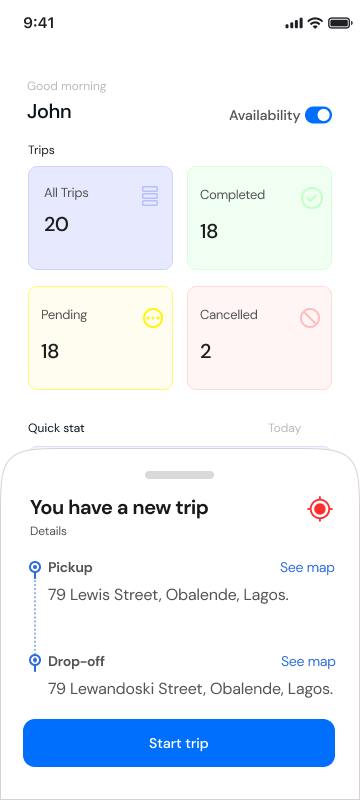 9:41
Good morning
John
Availability
Trips
All Trips
20
Completed
18
Pending
18
Cancelled
2
Quick stat
Today
You have a new trip
Details
Pickup
See map
79 Lewis Street, Obalende, Lagos.
Drop-off
See map
79 Lewandoski Street, Obalende, Lagos.
Start trip